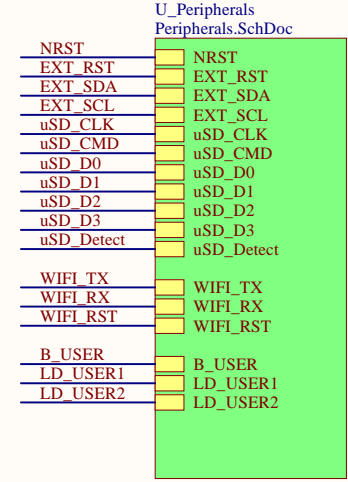 U_Peripherals
Peripherals.SchDoc
NRST NRST
EXT_RST EXT_RST
EXT_SDA EXT_SDA
EXT_SCL EXT_SCL
uSD_CLK uSD_CLK
uSD_CMD uSD_CMD
uSD_D0 uSD_D0
uSD_D1 uSD_D1
uSD_D2 uSD_D2
uSD_D3 uSD_D3
uSD_Detect uSD_Detect
WIFI_TX WIFI_TX
WIFI_RX WIFI_RX
WIFI_RST WIFI_RST
B_USER B_USER
LD_USER1 LD_USER1
LD_USER2 LD_USER2